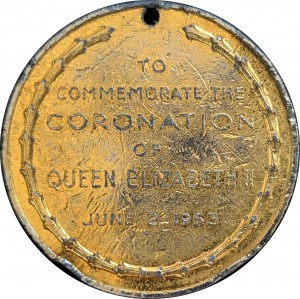 TO
COMMEMORATE THE
CORONATION
OF
QUEEN ELIZABETH II
JUNE 2 1953